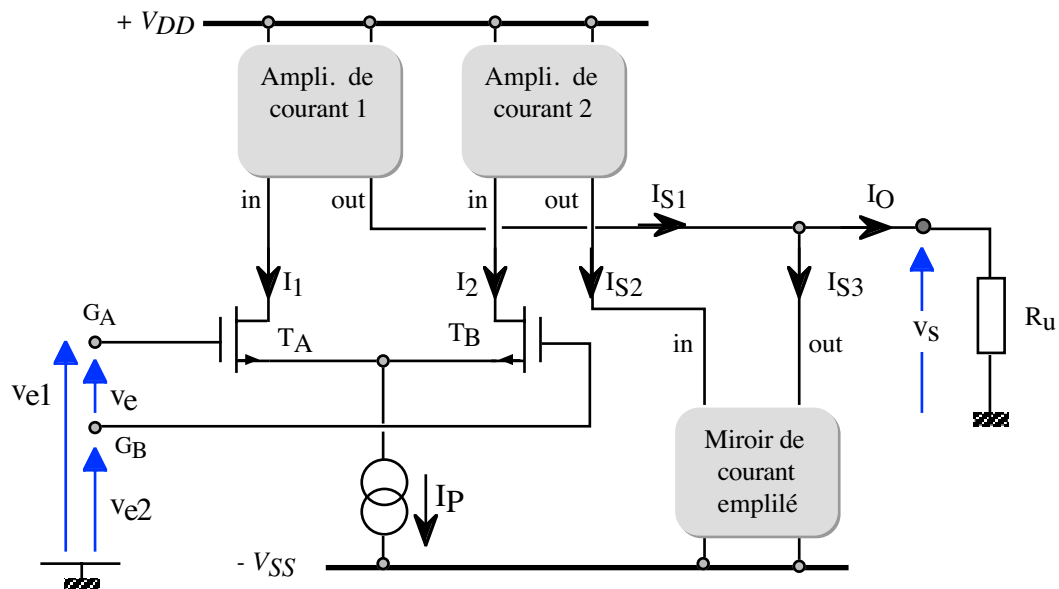 + VDD
Ampli. de
courant 1
Ampli. de
courant 2
in
out
in
out
IS1
IO
I1
I2
IS2
IS3
GA
TA
TB
in
out
vs
Ru
ve1
ve
GB
ve2
IP
Miroir de
courant
emplilé
- VSS